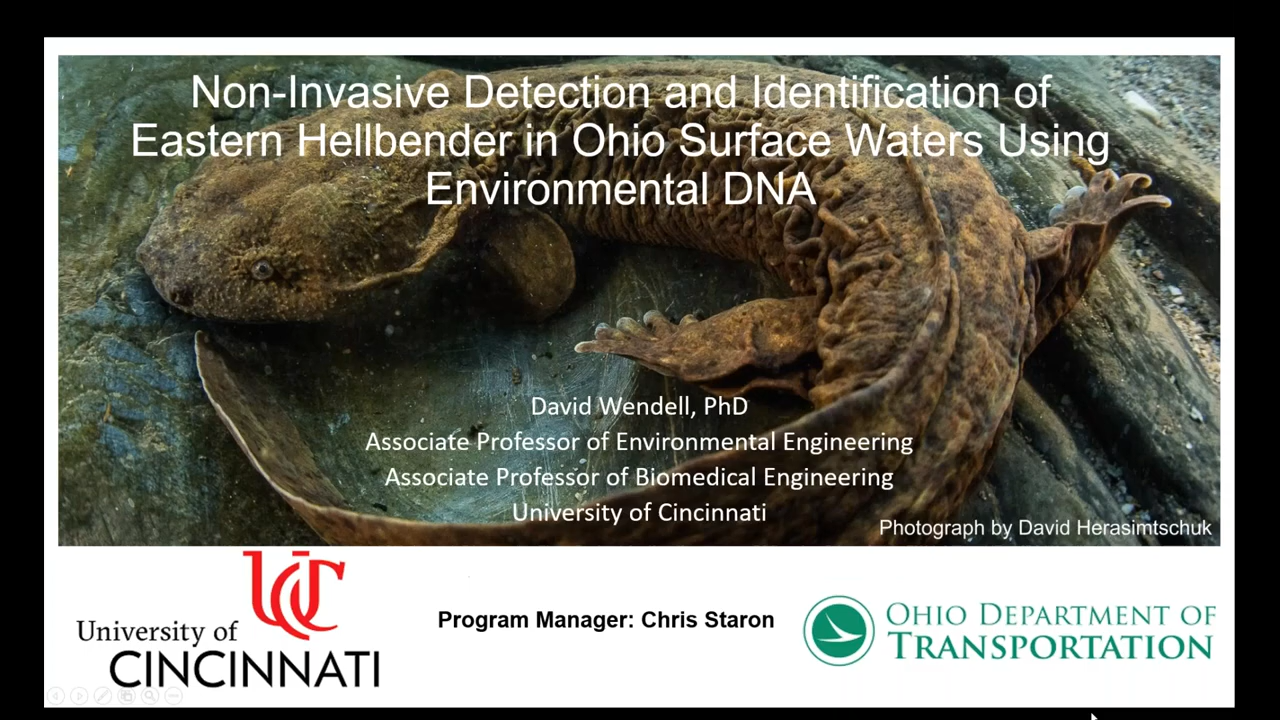 Non-Invasive Detection and Identification of
Eastern Hellbender in Ohio Surface Waters Using
Environmental DNA
David Wendell, PhD
Associate Professor of Environmental Engineering
Associate Professor of Biomedical Engineering
University of Cincinnati
Photograph by David Herasimtschuk
UC
University of
CINCINNATI
Program Manager: Chris Staron
OHIO DEPARTMENT OF
TRANSPORTATION